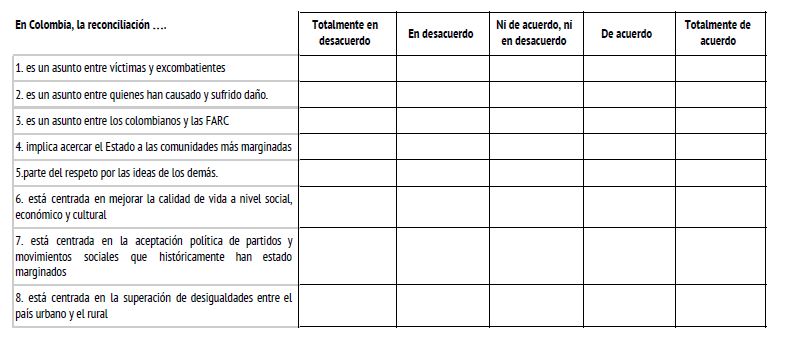 En Colombia, la reconciliación ….
Totalmente en
desacuerdo
En desacuerdo
Ni de acuerdo, ni
en desacuerdo
De acuerdo
Totalmente de
acuerdo
1. es un asunto entre víctimas y excombatientes
2. es un asunto entre quienes han causado y sufrido daño.
3. es un asunto entre los colombianos y las FARC
4. implica acercar el Estado a las comunidades más marginadas
5.parte del respeto por las ideas de los demás.
6. está centrada en mejorar la calidad de vida a nivel social,
económico y cultural
7. está centrada en la aceptación política de partidos y
movimientos sociales que históricamente han estado
marginados
8. está centrada en la superación de desigualdades entre el
país urbano y el rural